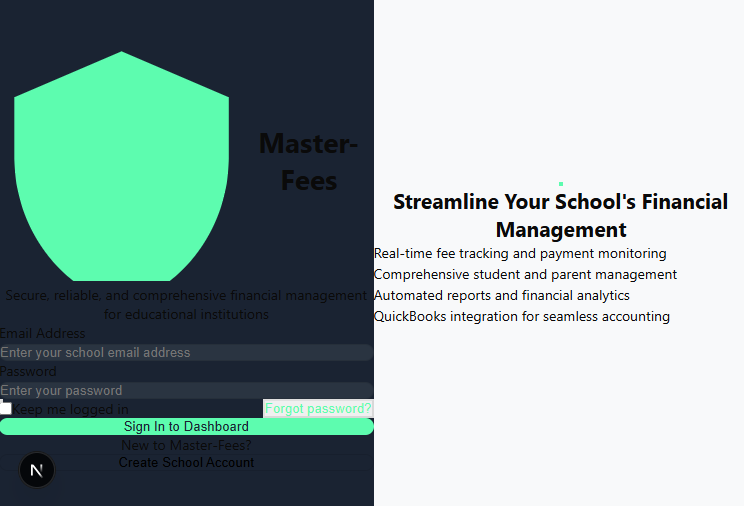 Master-
Fees
Secure, reliable, and comprehensive financial management
for educational institutions
Email Address
Enter your school email address
Password
Enter your password
Keep me logged in
Forgot password?
Sign In to Dashboard
New to Master-Fees?
Create School Account
N
Streamline Your School's Financial
Management
Real-time fee tracking and payment monitoring
Comprehensive student and parent management
Automated reports and financial analytics
QuickBooks integration for seamless accounting